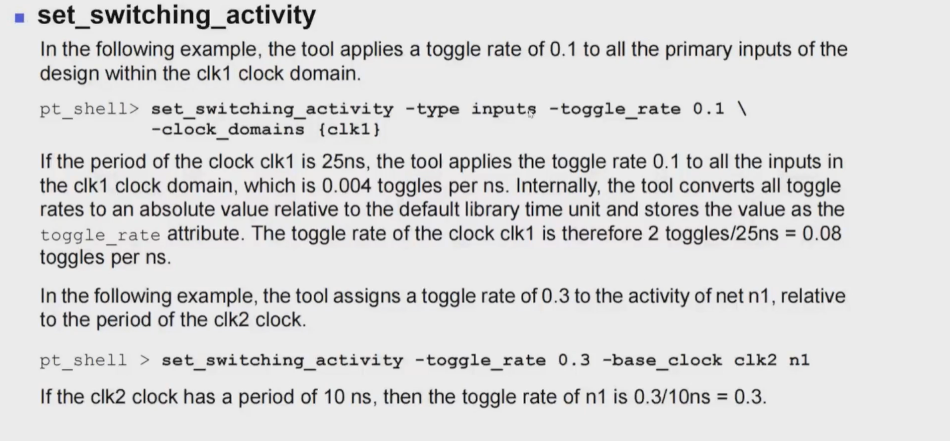 set_switching_activity
In the following example, the tool applies a toggle rate of 0.1 to all the primary inputs of the
design within the clk1 clock domain.
pt_shell> set_switching_activity -type inputs -toggle_rate 0.1 \
-clock_domains {clk1}
If the period of the clock clk1 is 25ns, the tool applies the toggle rate 0.1 to all the inputs in
the clk1 clock domain, which is 0.004 toggles per ns. Internally, the tool converts all toggle
rates to an absolute value relative to the default library time unit and stores the value as the
toggle_rate attribute. The toggle rate of the clock clk1 is therefore 2 toggles/25ns = 0.08
toggles per ns.
In the following example, the tool assigns a toggle rate of 0.3 to the activity of net n1, relative
to the period of the clk2 clock.
pt_shell > set_switching_activity -toggle_rate 0.3 -base_clock clk2 n1
If the clk2 clock has a period of 10 ns, then the toggle rate of n1 is 0.3/10ns = 0.3.